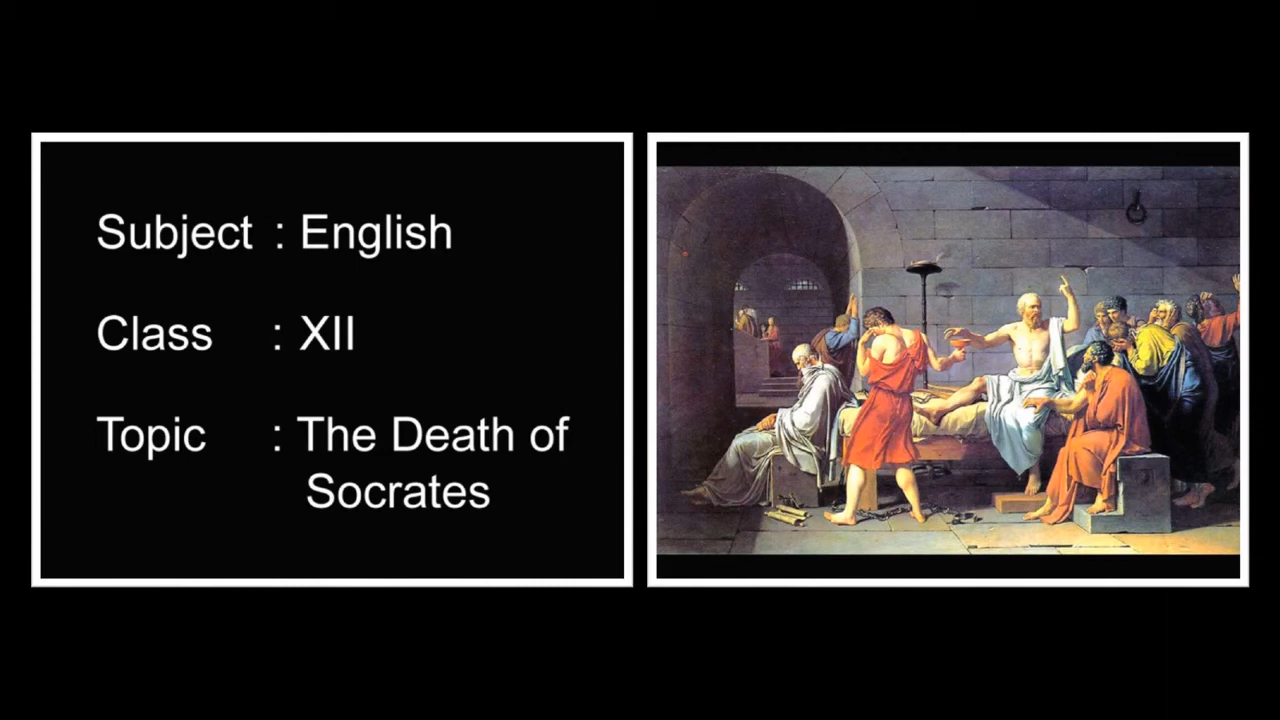 Subject : English
Class : XII
Topic : The Death of
Socrates